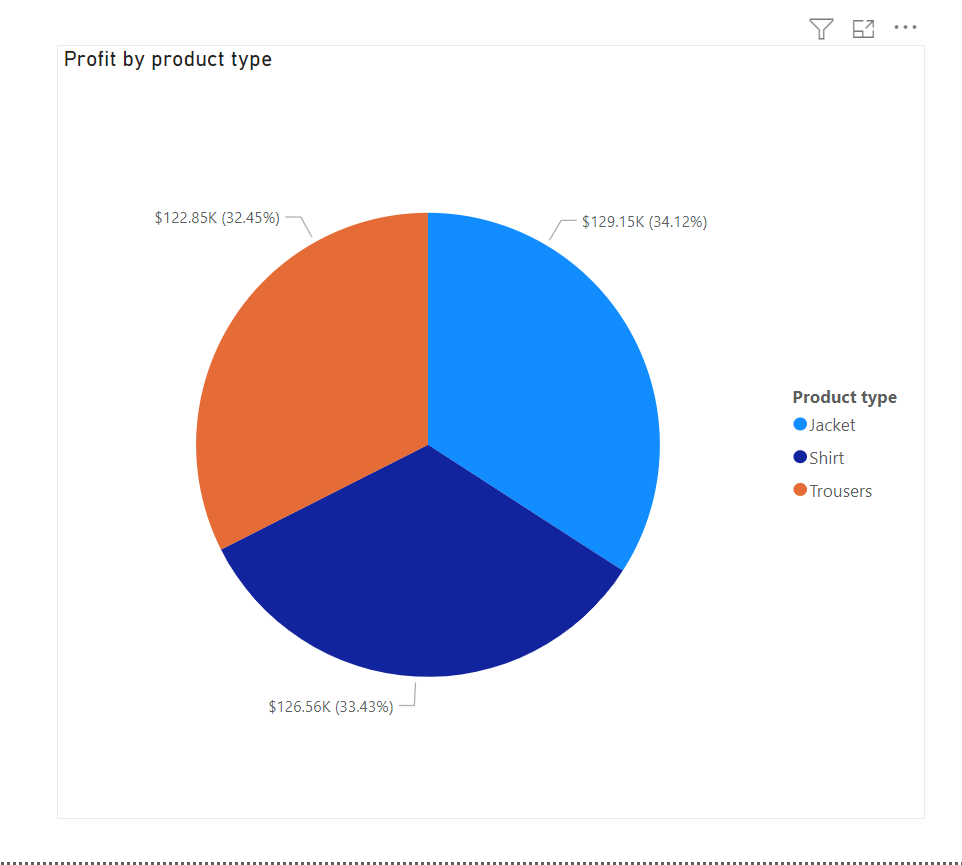 Profit by product type
$122.85K (32.45%)
$129.15K (34.12%)
Product type
Jacket
Shirt
Trousers
$126.56K (33.43%)